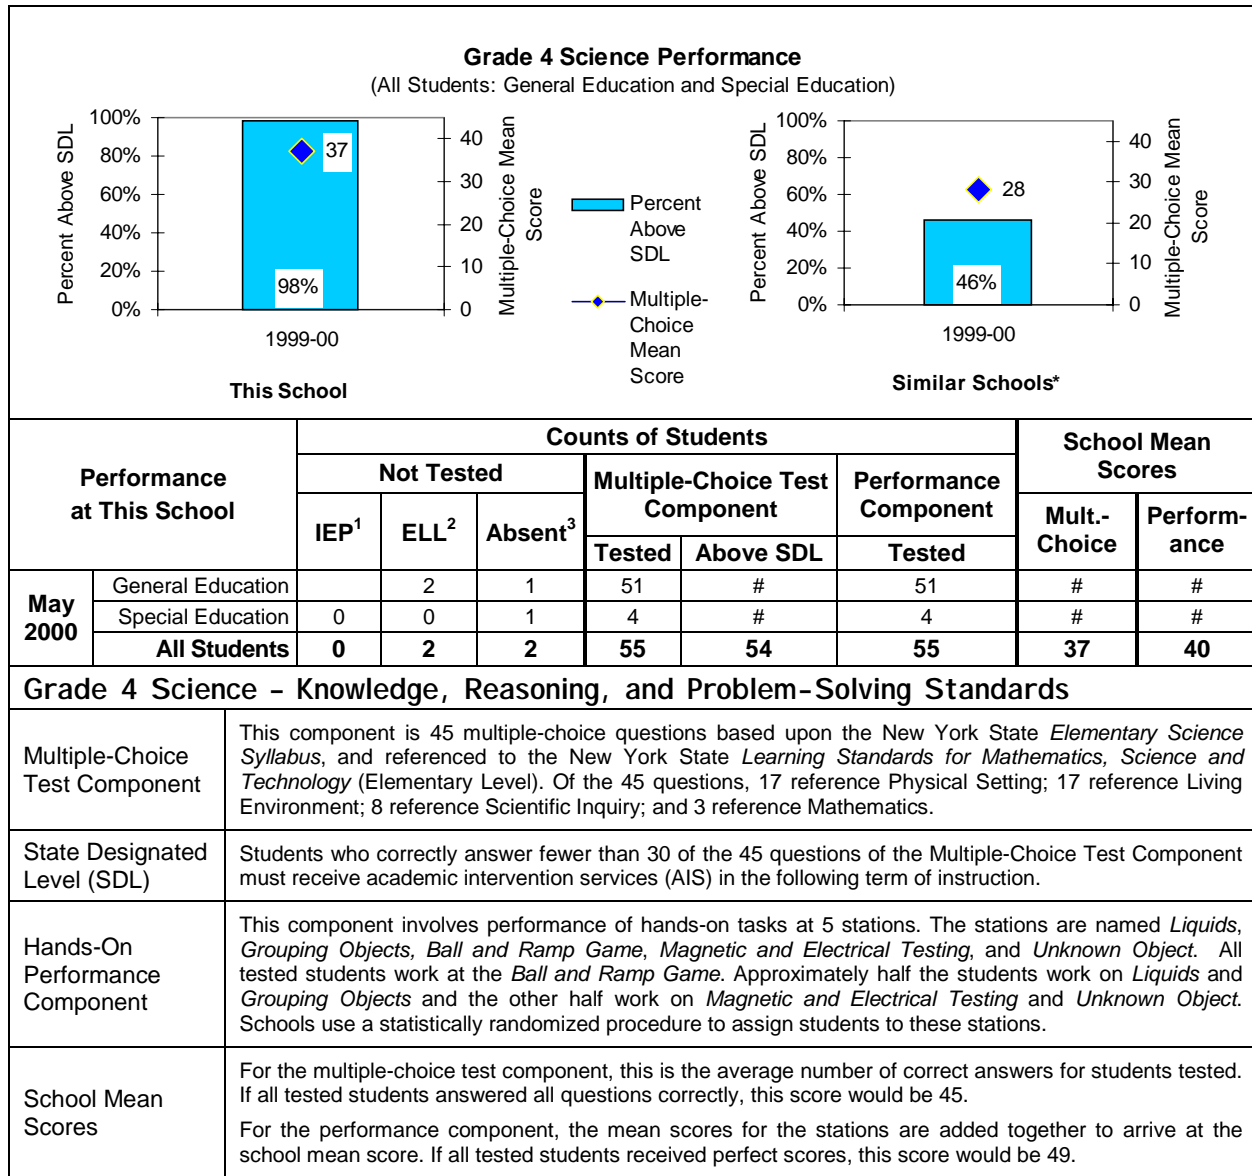 Grade 4 Science Performance
(All Students: General Education and Special Education)
Percent Above SDL
100%
80%
60%
40%
20%
0%
37
98%
40
30
20
10
0
Multiple-Choice Mean
Score
1999-00
This School
Percent
Above
SDL
Multiple-
Choice
Mean
Score
Percent Above SDL
100%
80%
60%
40%
20%
0%
28
46%
40
30
20
10
0
Multiple-Choice Mean
Score
1999-00
Similar Schools*
Performance
at This School
Counts of Students
School Mean
Scores
Not Tested
Multiple-Choice Test
Component
Performance
Component
IEP1 ELL2 Absent3
Tested Above SDL Tested
Mult.-
Choice
Perform-
ance
May
2000
General Education 2 1 51 # 51 # #
Special Education 0 0 1 4 # 4 # #
All Students 0 2 2 55 54 55 37 40
Grade 4 Science – Knowledge, Reasoning, and Problem-Solving Standards
Multiple-Choice
Test Component
This component is 45 multiple-choice questions based upon the New York State Elementary Science
Syllabus, and referenced to the New York State Learning Standards for Mathematics, Science and
Technology (Elementary Level). Of the 45 questions, 17 reference Physical Setting; 17 reference Living
Environment; 8 reference Scientific Inquiry; and 3 reference Mathematics.
State Designated
Level (SDL)
Students who correctly answer fewer than 30 of the 45 questions of the Multiple-Choice Test Component
must receive academic intervention services (AIS) in the following term of instruction.
Hands-On
Performance
Component
This component involves performance of hands-on tasks at 5 stations. The stations are named Liquids,
Grouping Objects, Ball and Ramp Game, Magnetic and Electrical Testing, and Unknown Object. All
tested students work at the Ball and Ramp Game. Approximately half the students work on Liquids and
Grouping Objects and the other half work on Magnetic and Electrical Testing and Unknown Object.
Schools use a statistically randomized procedure to assign students to these stations.
School Mean
Scores
For the multiple-choice test component, this is the average number of correct answers for students tested.
If all tested students answered all questions correctly, this score would be 45.
For the performance component, the mean scores for the stations are added together to arrive at the
school mean score. If all tested students received perfect scores, this score would be 49.